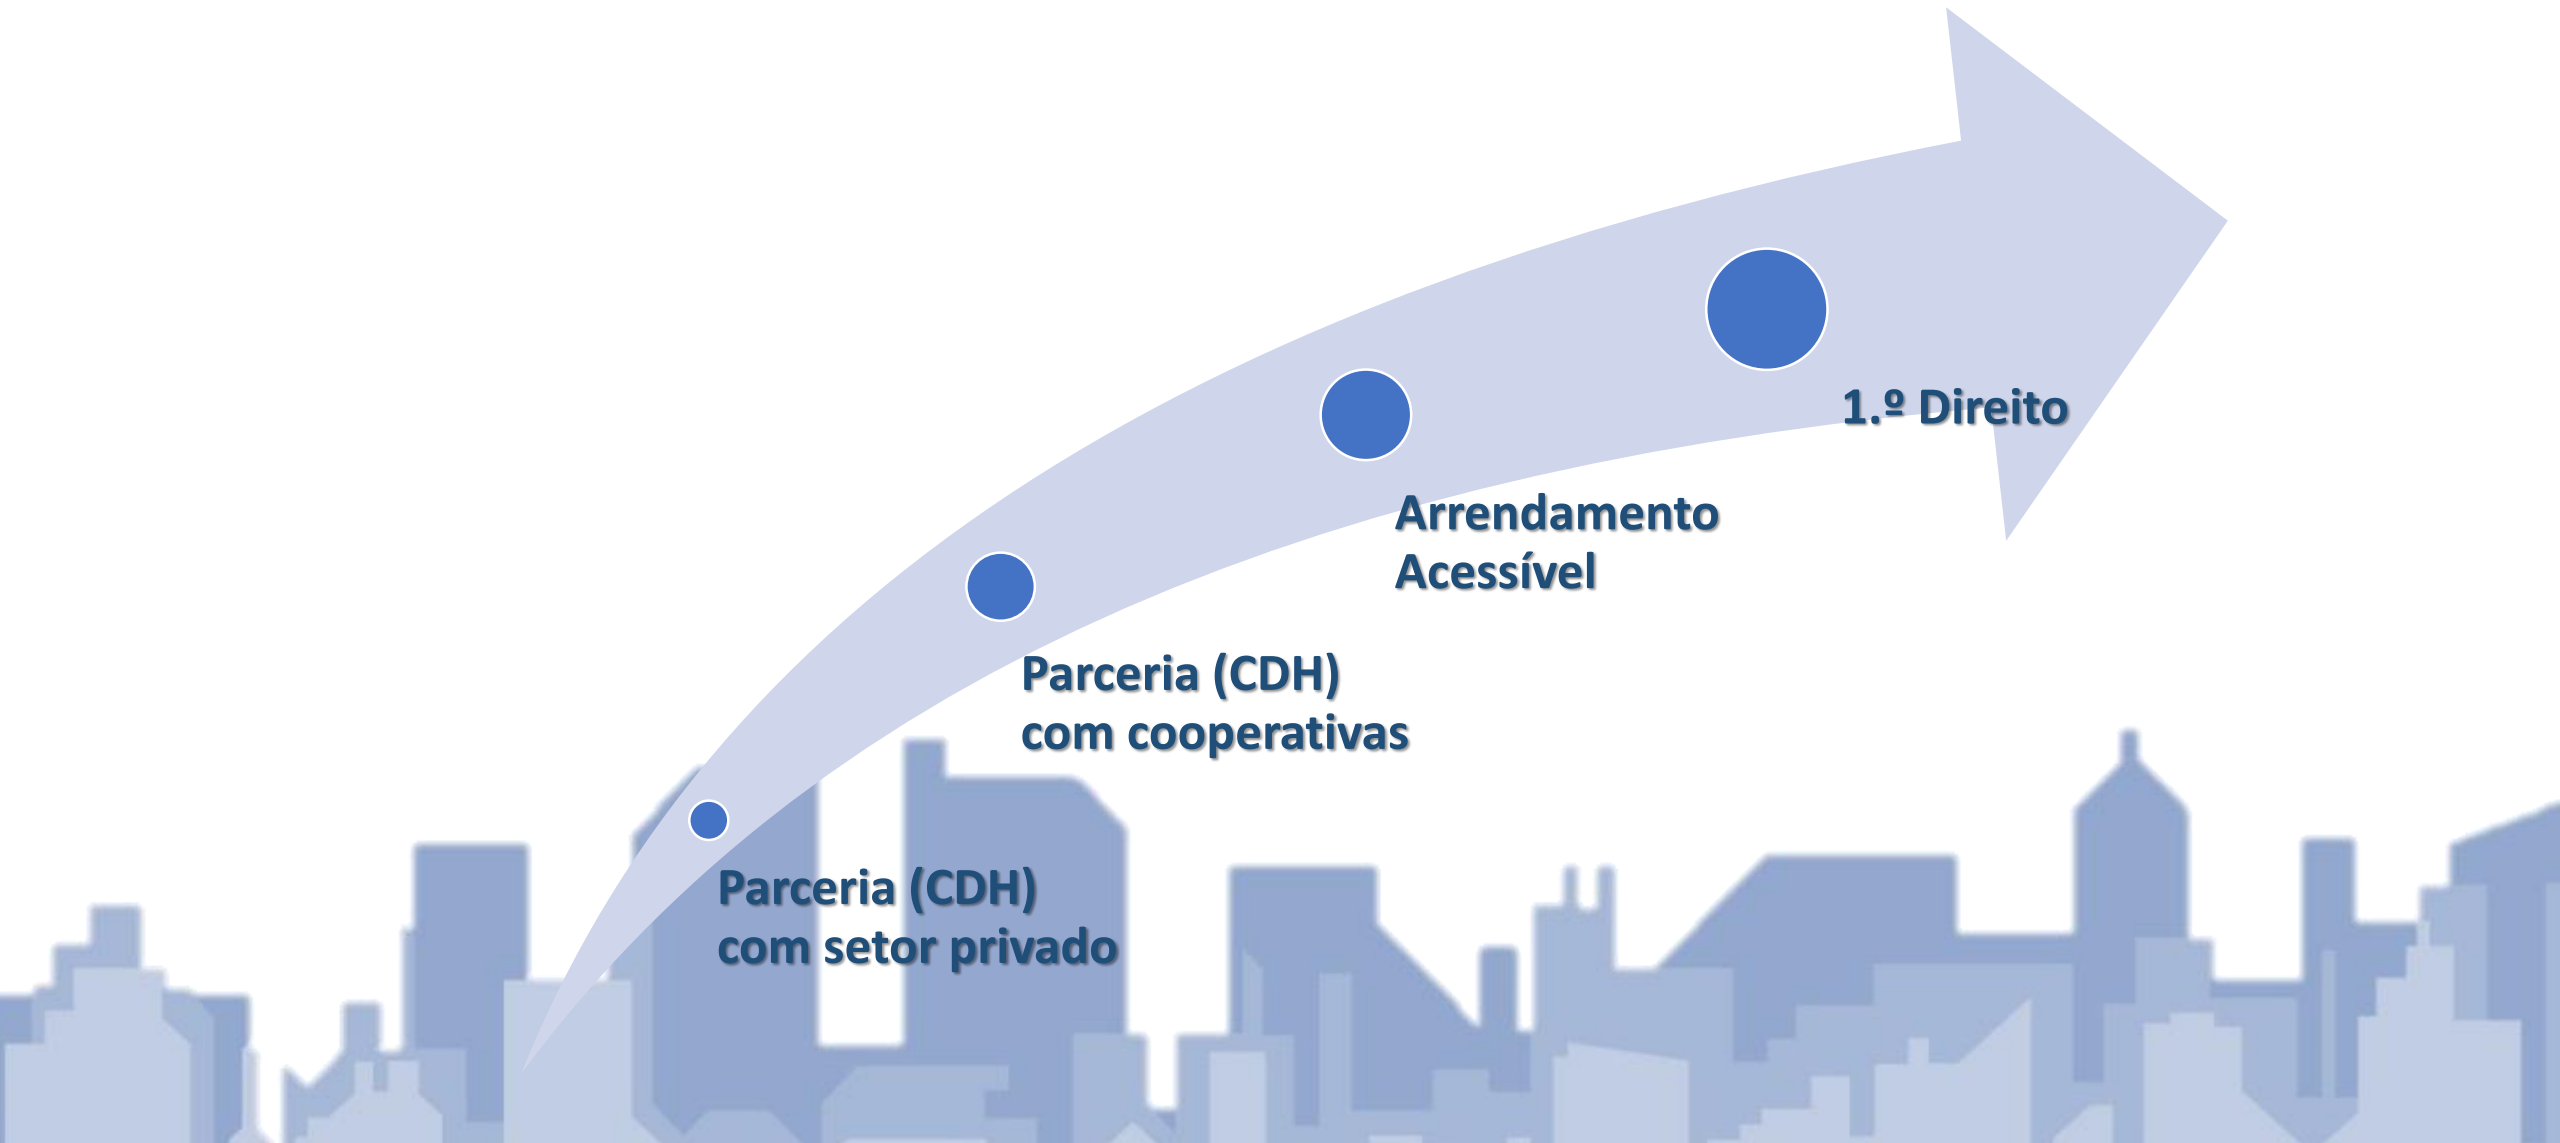 1.º Direito
Arrendamento
Acessível
Parceria (CDH)
com cooperativas
Parceria (CDH)
com setor privado